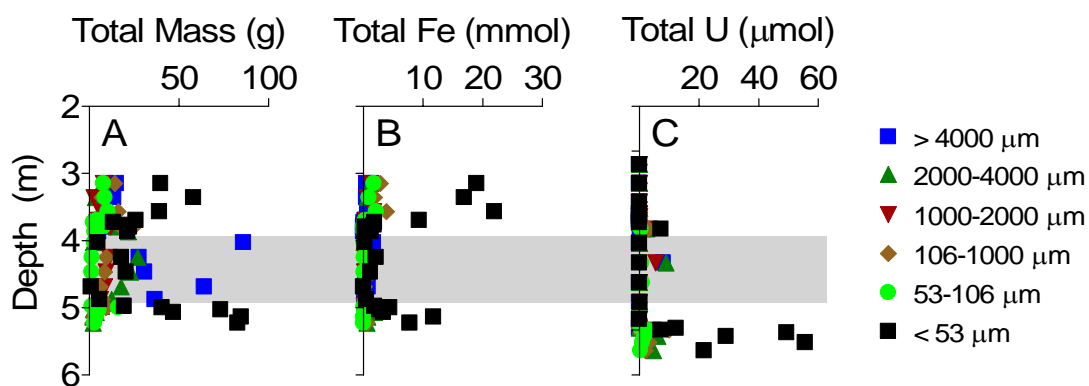 Total Mass (g) Total Fe (mmol) Total U (μmol)
50 100 10 20 30 20 40 60
2
A B C
3
4
5
6
Depth (m)
> 4000 μm
2000-4000 μm
1000-2000 μm
106-1000 μm
53-106 μm
< 53 μm